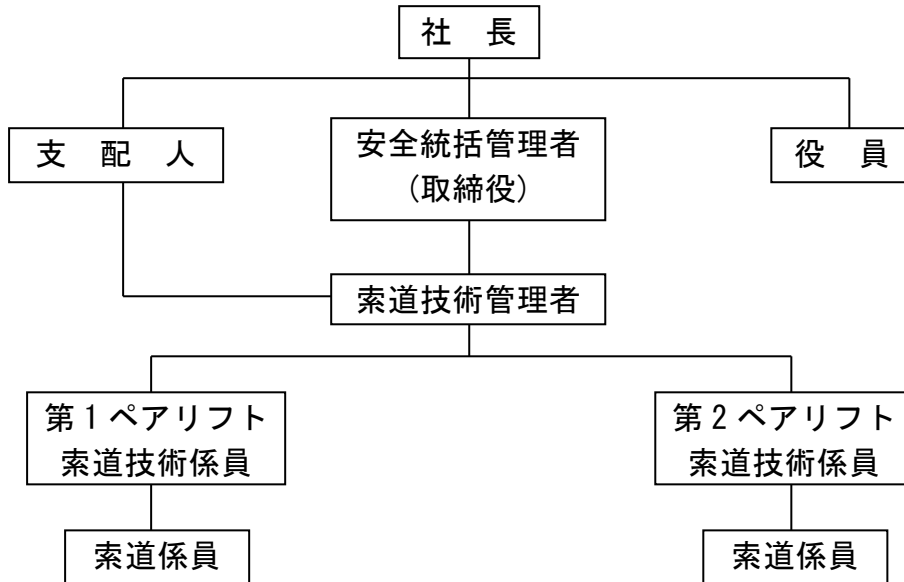 社　長
支　配　人
安全統括管理者
(取締役)
役　員
索道技術管理者
第1ペアリフト
索道技術係員
第2ペアリフト
索道技術係員
索道係員
索道係員